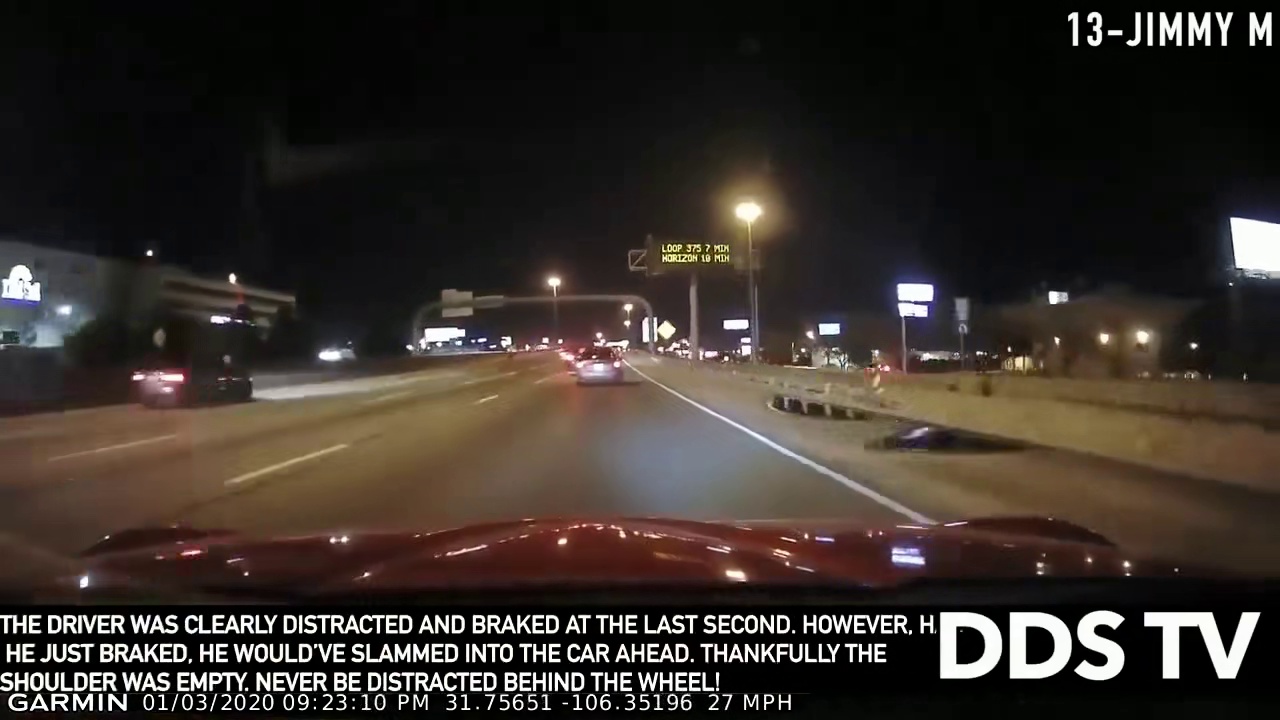 13-JIMMY M
LOOP 375 7 MIN
HORIZON 10 MIN
THE DRIVER WAS CLEARLY DISTRACTED AND BRAKED AT THE LAST SECOND. HOWEVER,
HE JUST BRAKED, HE WOULD'VE SLAMMED INTO THE CAR AHEAD. THANKFULLY THE
SHOULDER WAS EMPTY. NEVER BE DISTRACTED BEHIND THE WHEEL!
DDS TV
GARMIN 01/03/2020 09:23:10 PM 31.75651 -106.35196 27 MPH